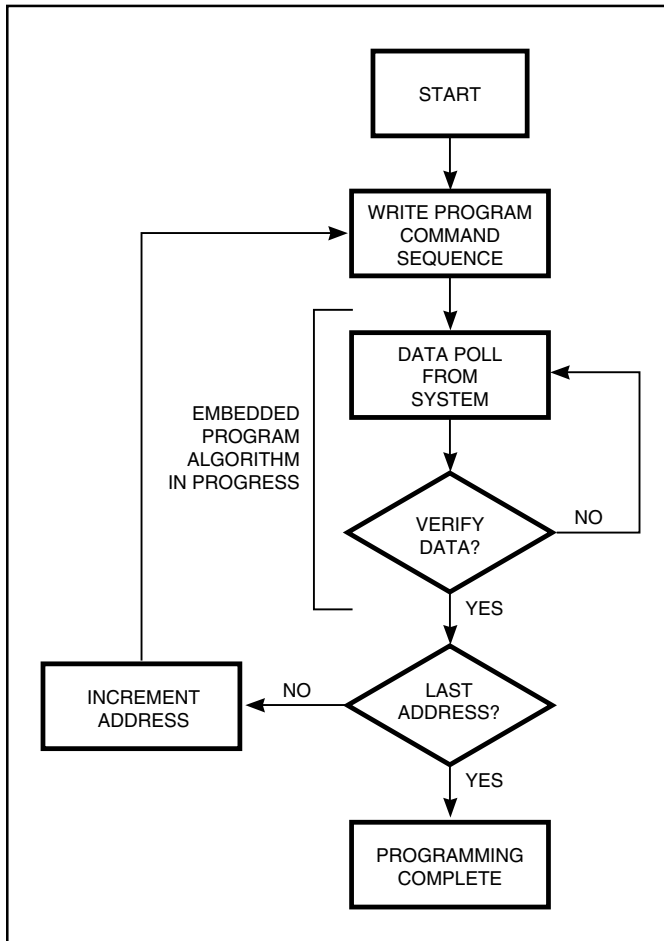 START
WRITE PROGRAM
COMMAND
SEQUENCE
DATA POLL
FROM
SYSTEM
EMBEDDED
PROGRAM
ALGORITHM
IN PROGRESS
VERIFY
DATA?
NO
YES
LAST
ADDRESS?
NO
INCREMENT
ADDRESS
YES
PROGRAMMING
COMPLETE